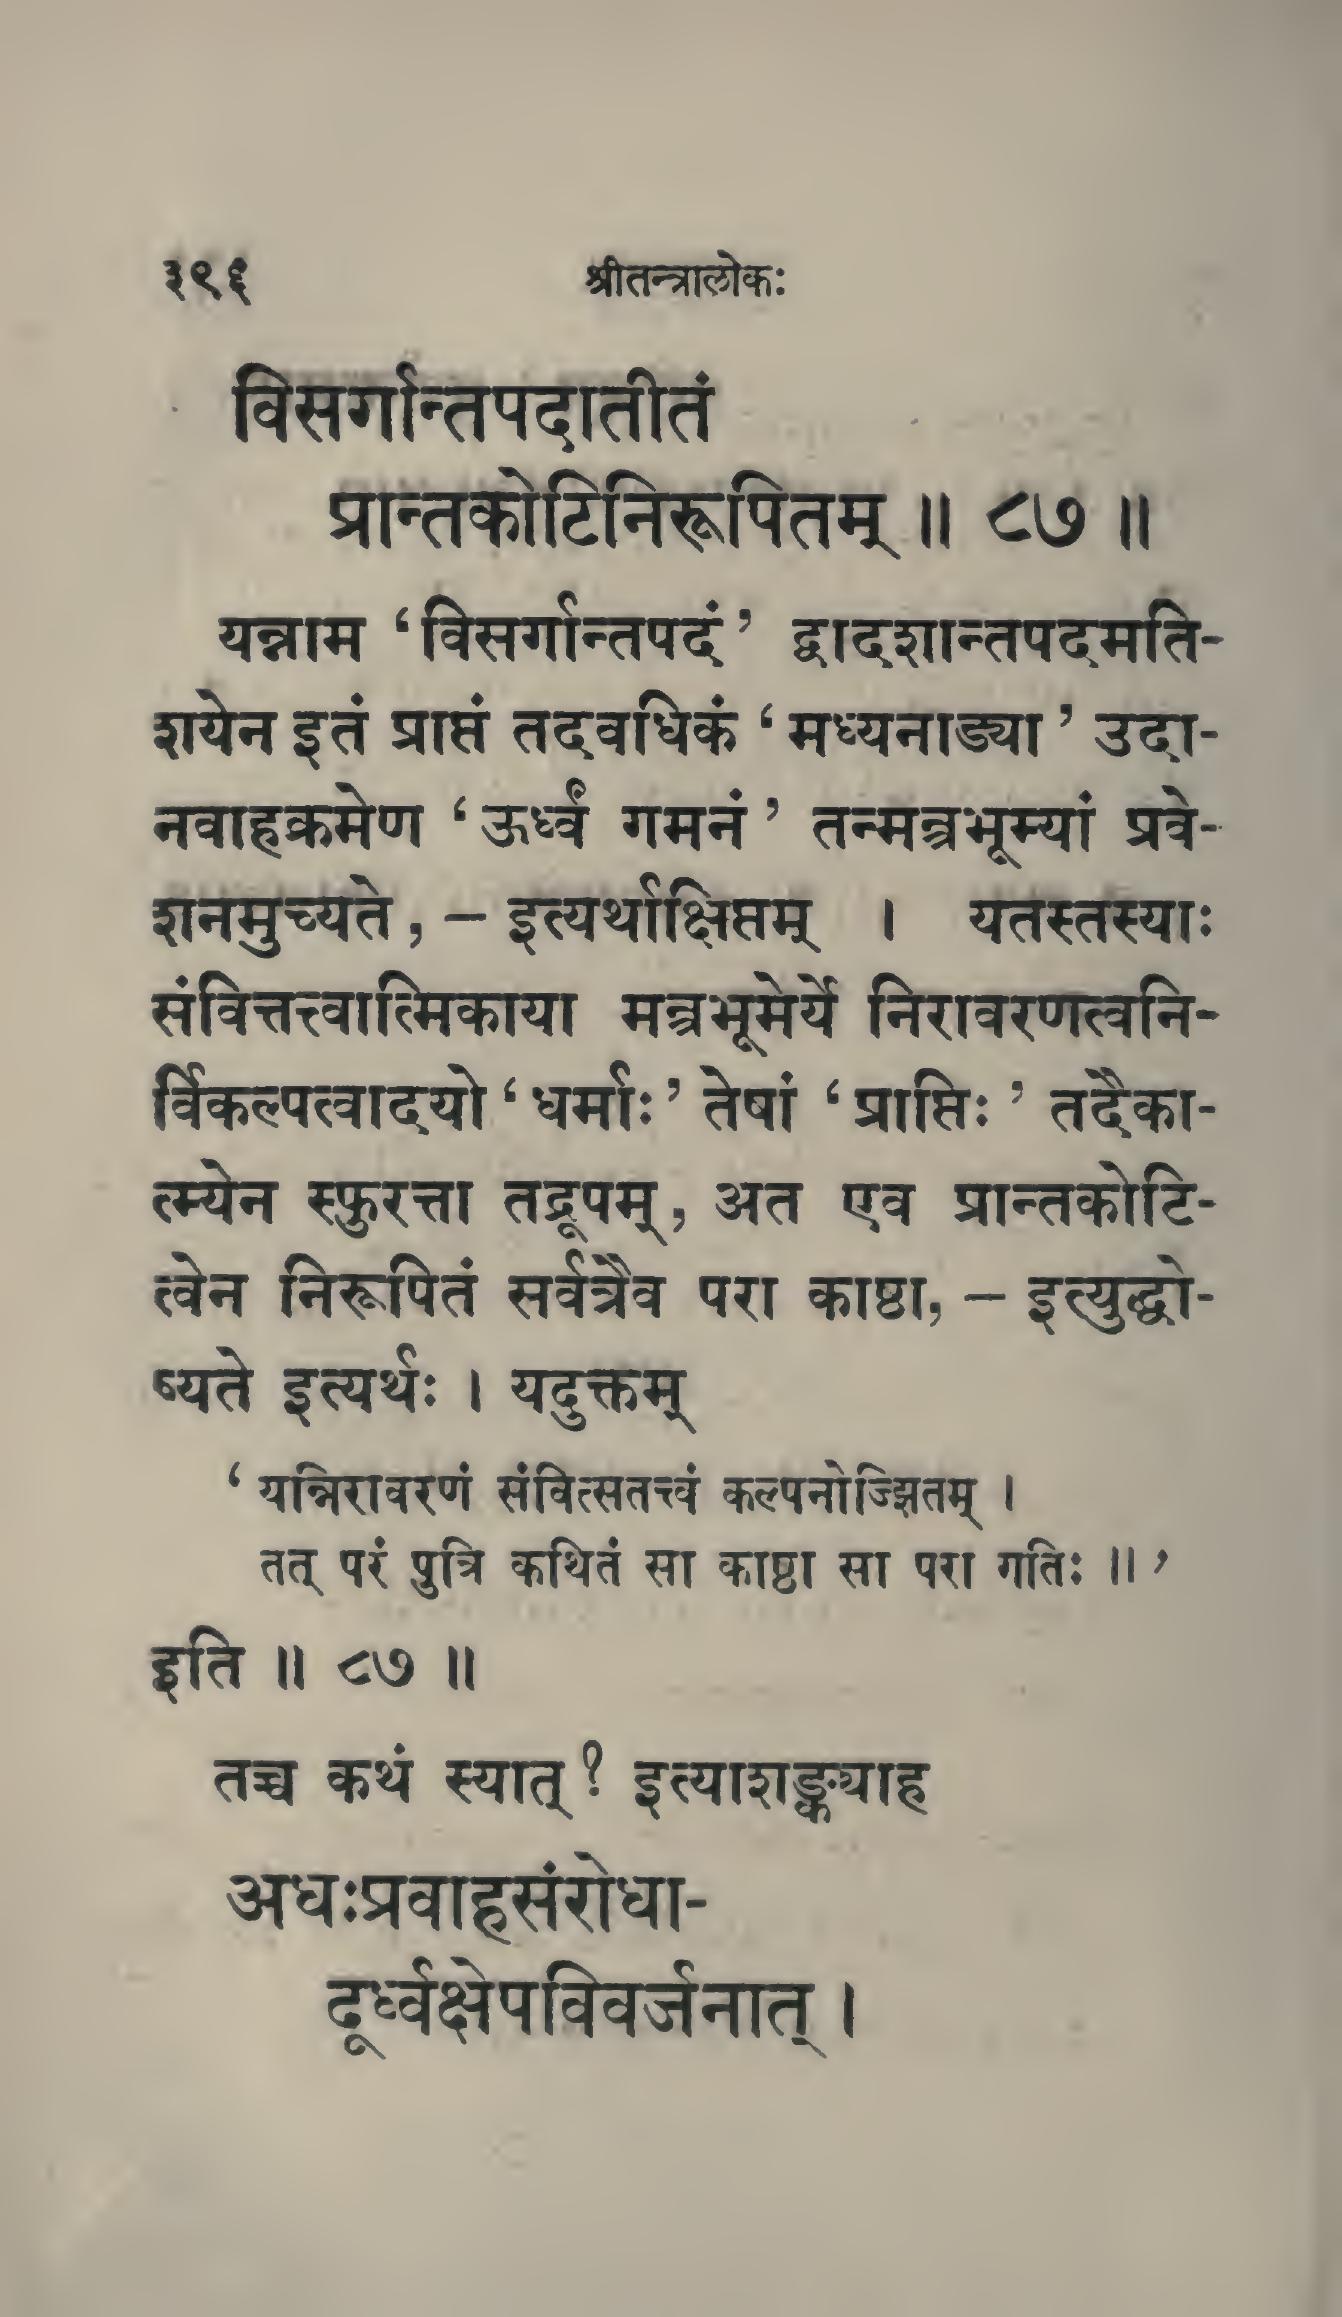 ३९६ श्रीतन्त्रालोकः
विसर्गान्तपदातीतं
प्रान्तकोटिनिरूपितम् ॥ ८७ ॥
यन्नाम ‘विसर्गान्तपदं’ द्वादशान्तपदमति-
शयेन इतं प्राप्तं तदवधिकं ‘मध्यनाड्या’ उदा-
नवाहक्रमेण ‘ऊर्ध्वं गमनं’ तन्मन्त्रभूम्यां प्रवे-
शनमुच्यते, – इत्यर्थाक्षिप्तम् । यतस्तस्याः
संवित्तत्त्वात्मिकाया मन्त्रभूमेर्ये निरावरणत्वनि-
र्विकल्पत्वादयो ‘धर्माः’ तेषां ‘प्राप्तिः’ तदैका-
त्म्येन स्फुरत्ता तद्रूपम्, अत एव प्रान्तकोटि-
त्वेन निरूपितं सर्वत्रैव परा काष्ठा, – इत्युद्घो-
ष्यते इत्यर्थः । यदुक्तम्
‘यन्निरावरणं संवित्सतत्त्वं कल्पनोज्झितम् ।
तत् परं पुत्रि कथितं सा काष्ठा सा परा गतिः ॥’
इति ॥ ८७ ॥
तच्च कथं स्यात् ? इत्याशङ्क्याह
अधःप्रवाहसंरोधा-
दूर्ध्वक्षेपविवर्जनात् ।